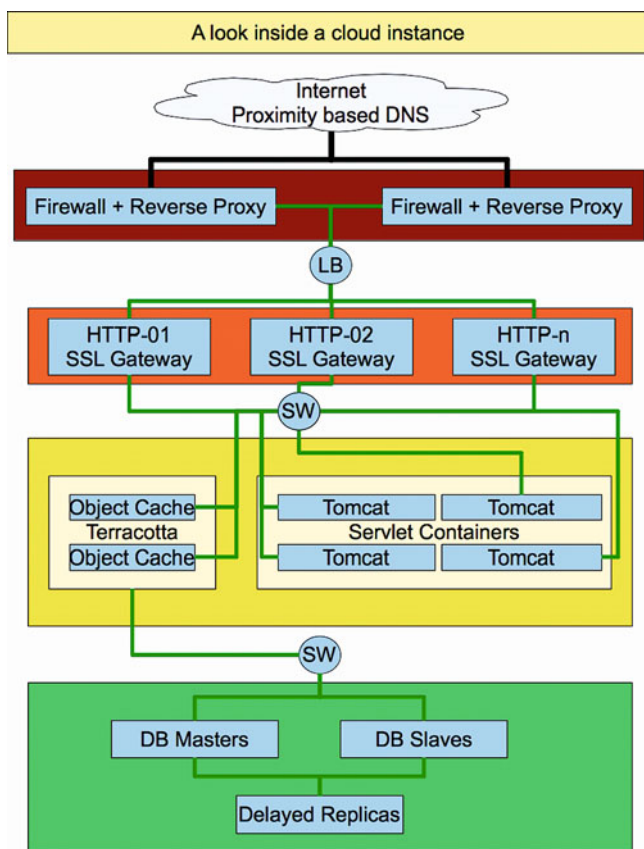 A look inside a cloud instance
Internet
Proximity based DNS
Firewall + Reverse Proxy
Firewall + Reverse Proxy
LB
HTTP-01
SSL Gateway
HTTP-02
SSL Gateway
HTTP-n
SSL Gateway
SW
Object Cache
Terracotta
Object Cache
Tomcat
Tomcat
Servlet Containers
Tomcat
Tomcat
SW
DB Masters
DB Slaves
Delayed Replicas